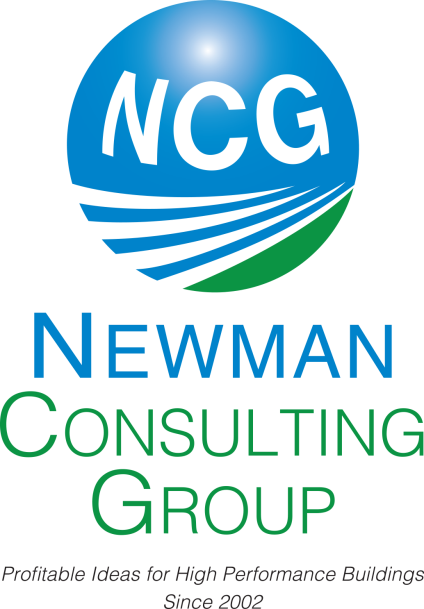 NCG
NEWMAN
CONSULTING
GROUP
Profitable Ideas for High Performance Buildings
Since 2002